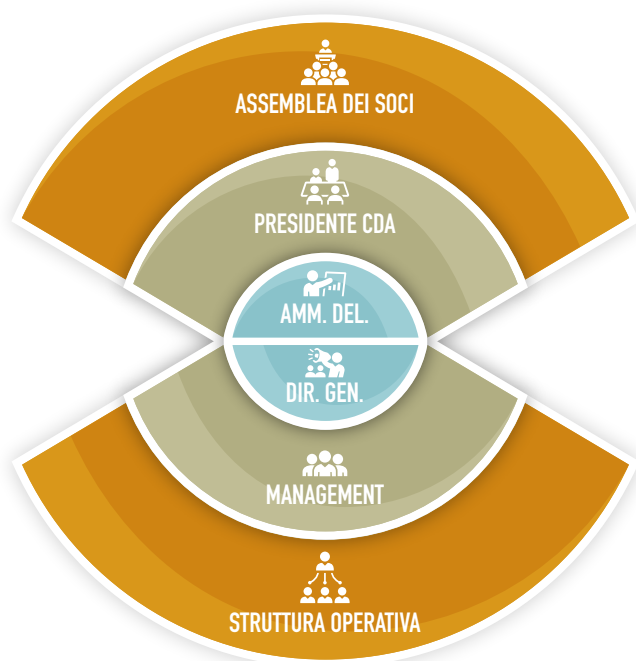 ASSEMBLEA DEI SOCI
PRESIDENTE CDA
AMM. DEL.
DIR. GEN.
MANAGEMENT
STRUTTURA OPERATIVA